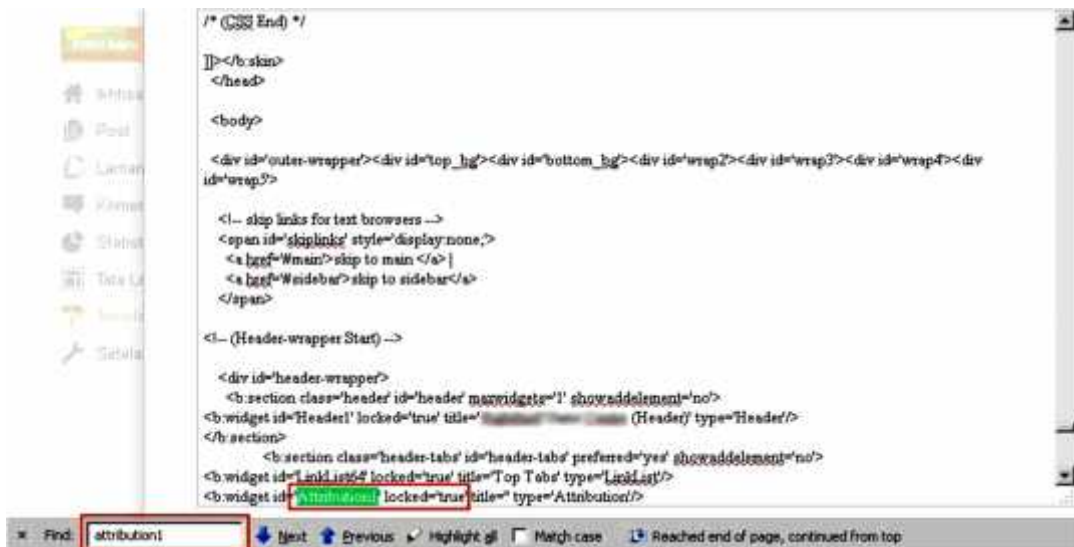 /* (CSS End) */
]]></b:skin>
</head>
<body>
<div id='outer-wrapper'><div id='top_bg'><div id='bottom_bg'><div id='wrap2'><div id='wrap3'><div id='wrap4'><div
id='wrap5'>
<!-- skip links for text browsers -->
<span id='skiplinks' style='display:none;'>
<a href='#main'>skip to main </a> |
<a href='#sidebar'>skip to sidebar</a>
</span>
<!-- (Header-wrapper Start) -->
<div id='header-wrapper'>
<b:section class='header' id='header' maxwidgets='1' showaddelement='no'>
<b:widget id='Header1' locked='true' title=' (Header)' type='Header'/>
</b:section>
<b:section class='header-tabs' id='header-tabs' preferred='yes' showaddelement='no'>
<b:widget id='LinkList64' locked='true' title='Top Tabs' type='LinkList'/>
<b:widget id='Attribution1' locked='true' title='' type='Attribution'/>
Post
Laman
Statist
Tata La
Setela
× Find: attribution1 Next Previous Highlight all Match case Reached end of page, continued from top